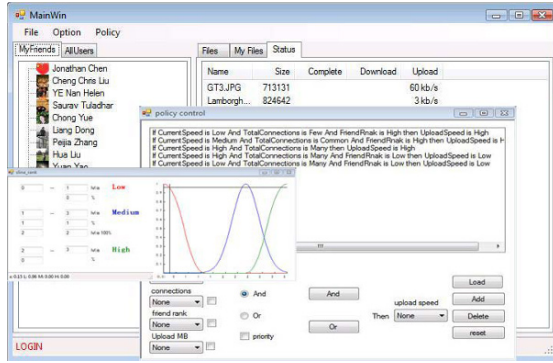 MainWin
File Option Policy
MyFriends AllUsers
Files My Files Status
Jonathan Chen
Cheng Chris Liu
YE Nan Helen
Saurav Tuladhar
Chong Yue
Liang Dong
Peijia Zhang
Hua Liu
Yuan Yao
Name Size Complete Download Upload
GT3.JPG 713131 60 kb/s
Lamborgh... 824642 3 kb/s
policy control
If CurrentSpeed is Low And TotalConnections is Few And FriendRnak is High then UploadSpeed is High
If CurrentSpeed is Medium And TotalConnections is Common And FriendRnak is High then UploadSpeed is H
If CurrentSpeed is High And TotalConnections is Many then UploadSpeed is High
If CurrentSpeed is High And TotalConnections is Many And FriendRnak is Low then UploadSpeed is Low
If CurrentSpeed is Low And TotalConnections is Many And FriendRnak is Low then UploadSpeed is Low
Low
Medium
High
connections
None
friend rank
None
Upload MB
None
And
Or
priority
And
Or
upload speed
Then None
Load
Add
Delete
reset
LOGIN